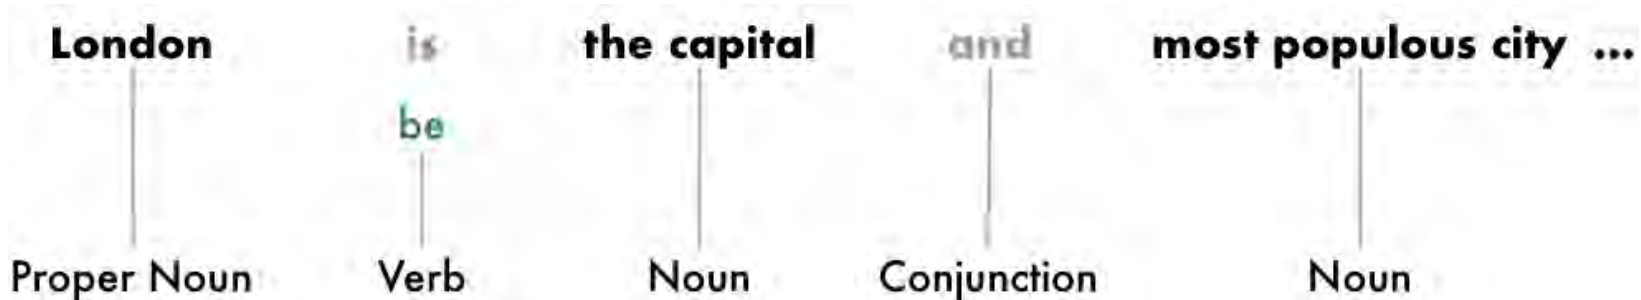 London is the capital and most populous city ...
be
Proper Noun Verb Noun Conjunction Noun